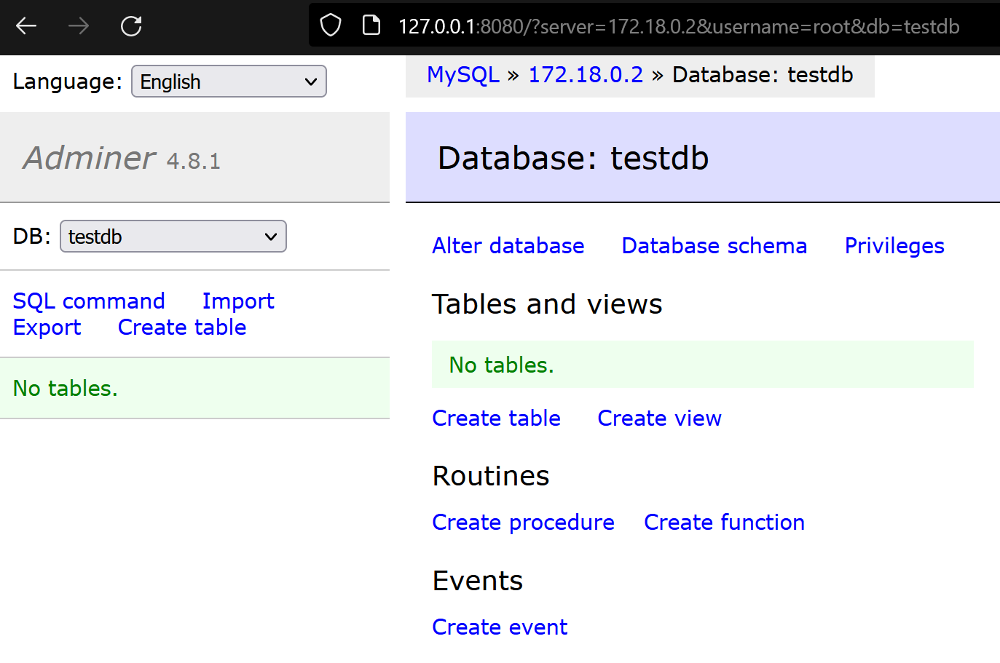 127.0.0.1:8080/?server=172.18.0.2&username=root&db=testdb
Language: English
MySQL » 172.18.0.2 » Database: testdb
Adminer 4.8.1
Database: testdb
DB: testdb
Alter database Database schema Privileges
SQL command Import
Export Create table
No tables.
Tables and views
No tables.
Create table Create view
Routines
Create procedure Create function
Events
Create event